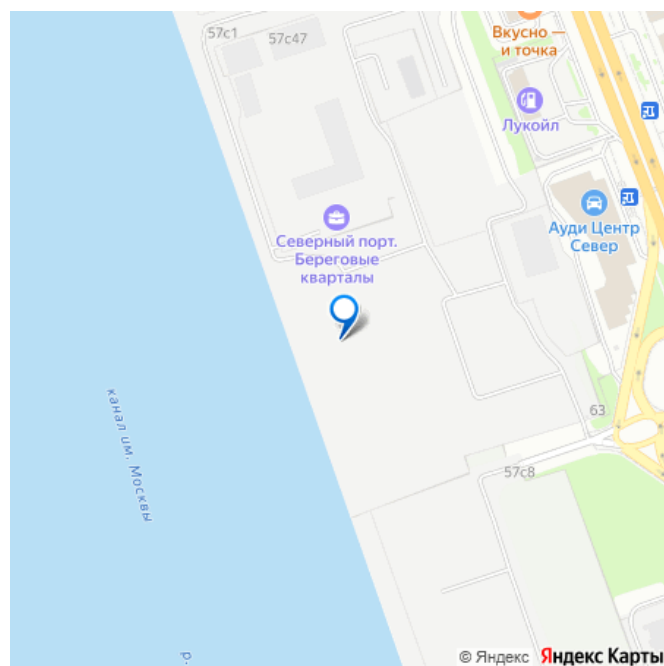 57с1
57с47
Вкусно —
и точка
Лукойл
Ауди Центр
Север
Северный порт.
Береговые
кварталы
63
57с8
канал им. Москвы
р.
© Яндекс Яндекс Карты